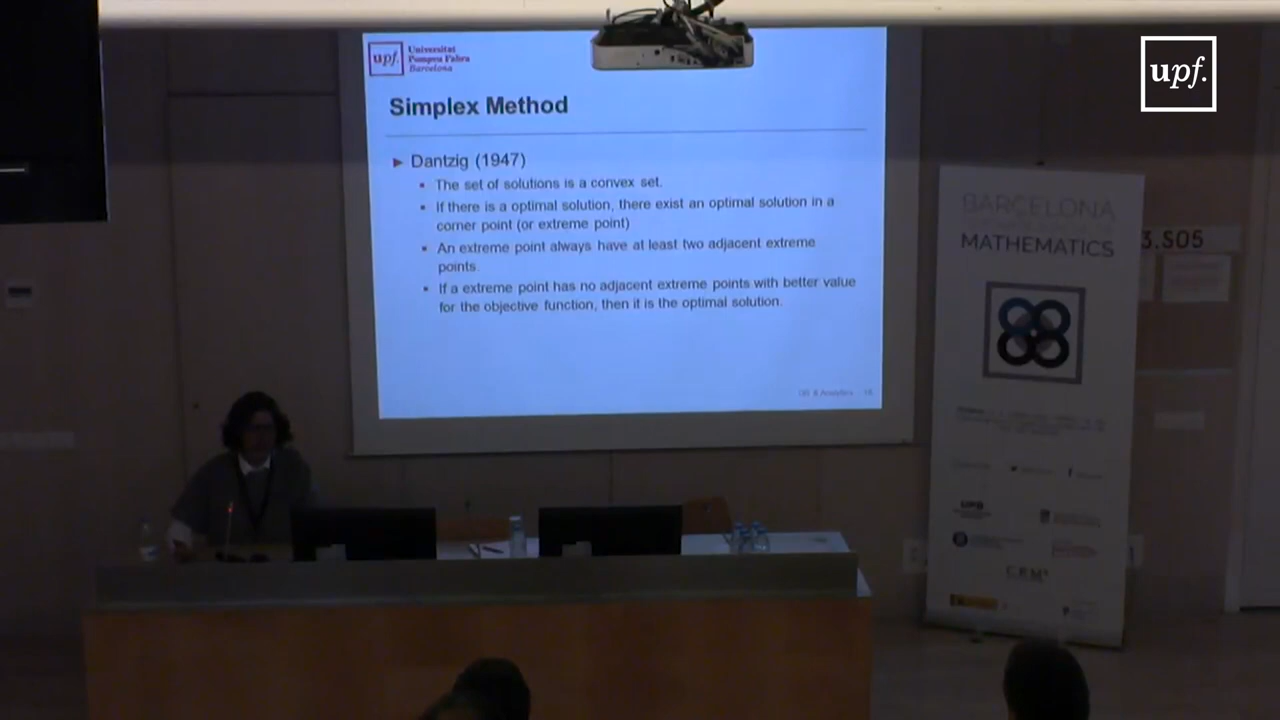 upf.
Universitat
Pompeu Fabra
Barcelona
upf.
Simplex Method
► Dantzig (1947)
▪ The set of solutions is a convex set.
▪ If there is a optimal solution, there exist an optimal solution in a
corner point (or extreme point)
▪ An extreme point always have at least two adjacent extreme
points.
▪ If a extreme point has no adjacent extreme points with better value
for the objective function, then it is the optimal solution.
BARCELONA
MATHEMATICS
3.S05
UPB
CRM